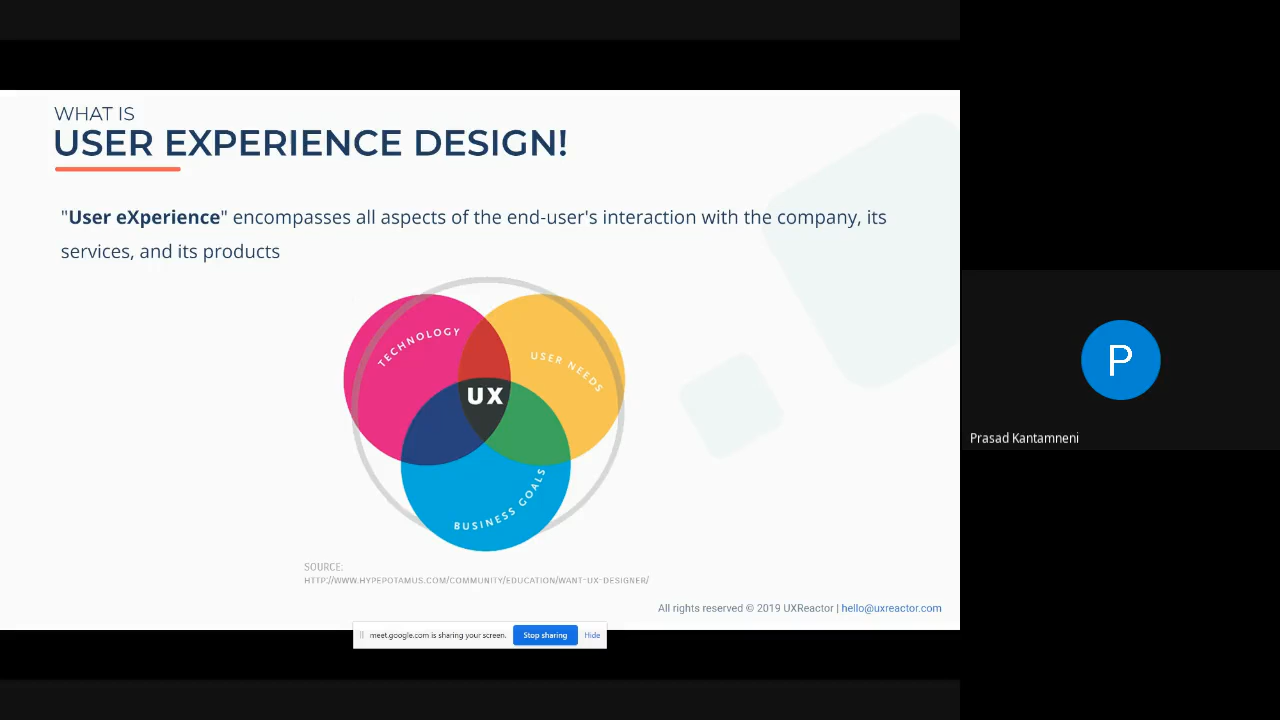 WHAT IS
USER EXPERIENCE DESIGN!
"User eXperience" encompasses all aspects of the end-user's interaction with the company, its
services, and its products
TECHNOLOGY
USER NEEDS
UX
BUSINESS GOALS
SOURCE:
HTTP://WWW.HYPEPOTAMUS.COM/COMMUNITY/EDUCATION/WANT-UX-DESIGNER/
All rights reserved © 2019 UXReactor | hello@uxreactor.com
meet.google.com is sharing your screen. Stop sharing Hide
P
Prasad Kantamneni